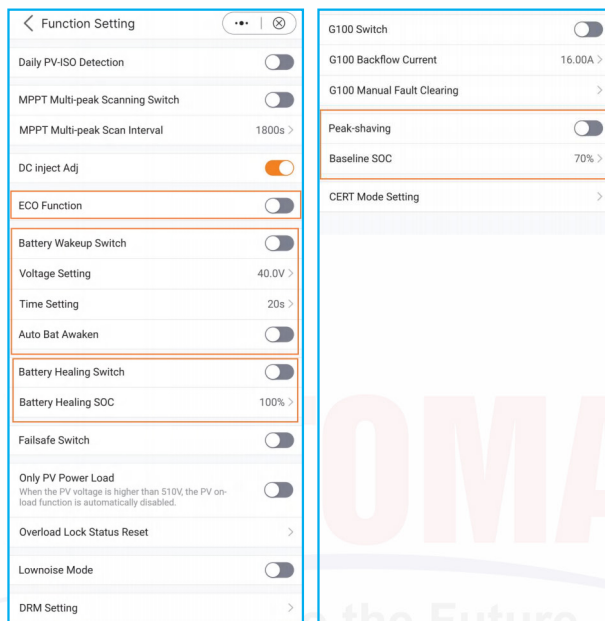 Function Setting
Daily PV-ISO Detection
MPPT Multi-peak Scanning Switch
MPPT Multi-peak Scan Interval 1800s >
DC inject Adj
ECO Function
Battery Wakeup Switch
Voltage Setting 40.0V >
Time Setting 20s >
Auto Bat Awaken
Battery Healing Switch
Battery Healing SOC 100% >
Failsafe Switch
Only PV Power Load
When the PV voltage is higher than 510V, the PV on-
load function is automatically disabled.
Overload Lock Status Reset >
Lownoise Mode
DRM Setting >
G100 Switch
G100 Backflow Current 16.00A >
G100 Manual Fault Clearing >
Peak-shaving
Baseline SOC 70% >
CERT Mode Setting >
the Future